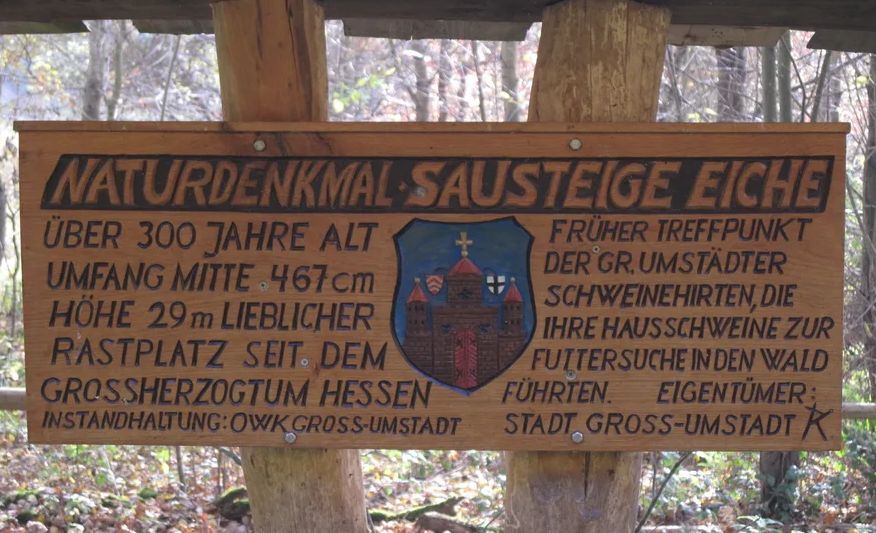 NATURDENKMAL·SAUSTEIGE EICHE
ÜBER 300 JAHRE ALT
UMFANG MITTE 467cm
HÖHE 29m LIEBLICHER
RASTPLATZ SEIT DEM
GROSSHERZOGTUM HESSEN
INSTANDHALTUNG: OWK GROSS-UMSTADT
FRÜHER TREFFPUNKT
DER GR. UMSTÄDTER
SCHWEINEHIRTEN, DIE
IHRE HAUSSCHWEINE ZUR
FUTTERSUCHE IN DEN WALD
FÜHRTEN. EIGENTÜMER:
STADT GROSS-UMSTADT